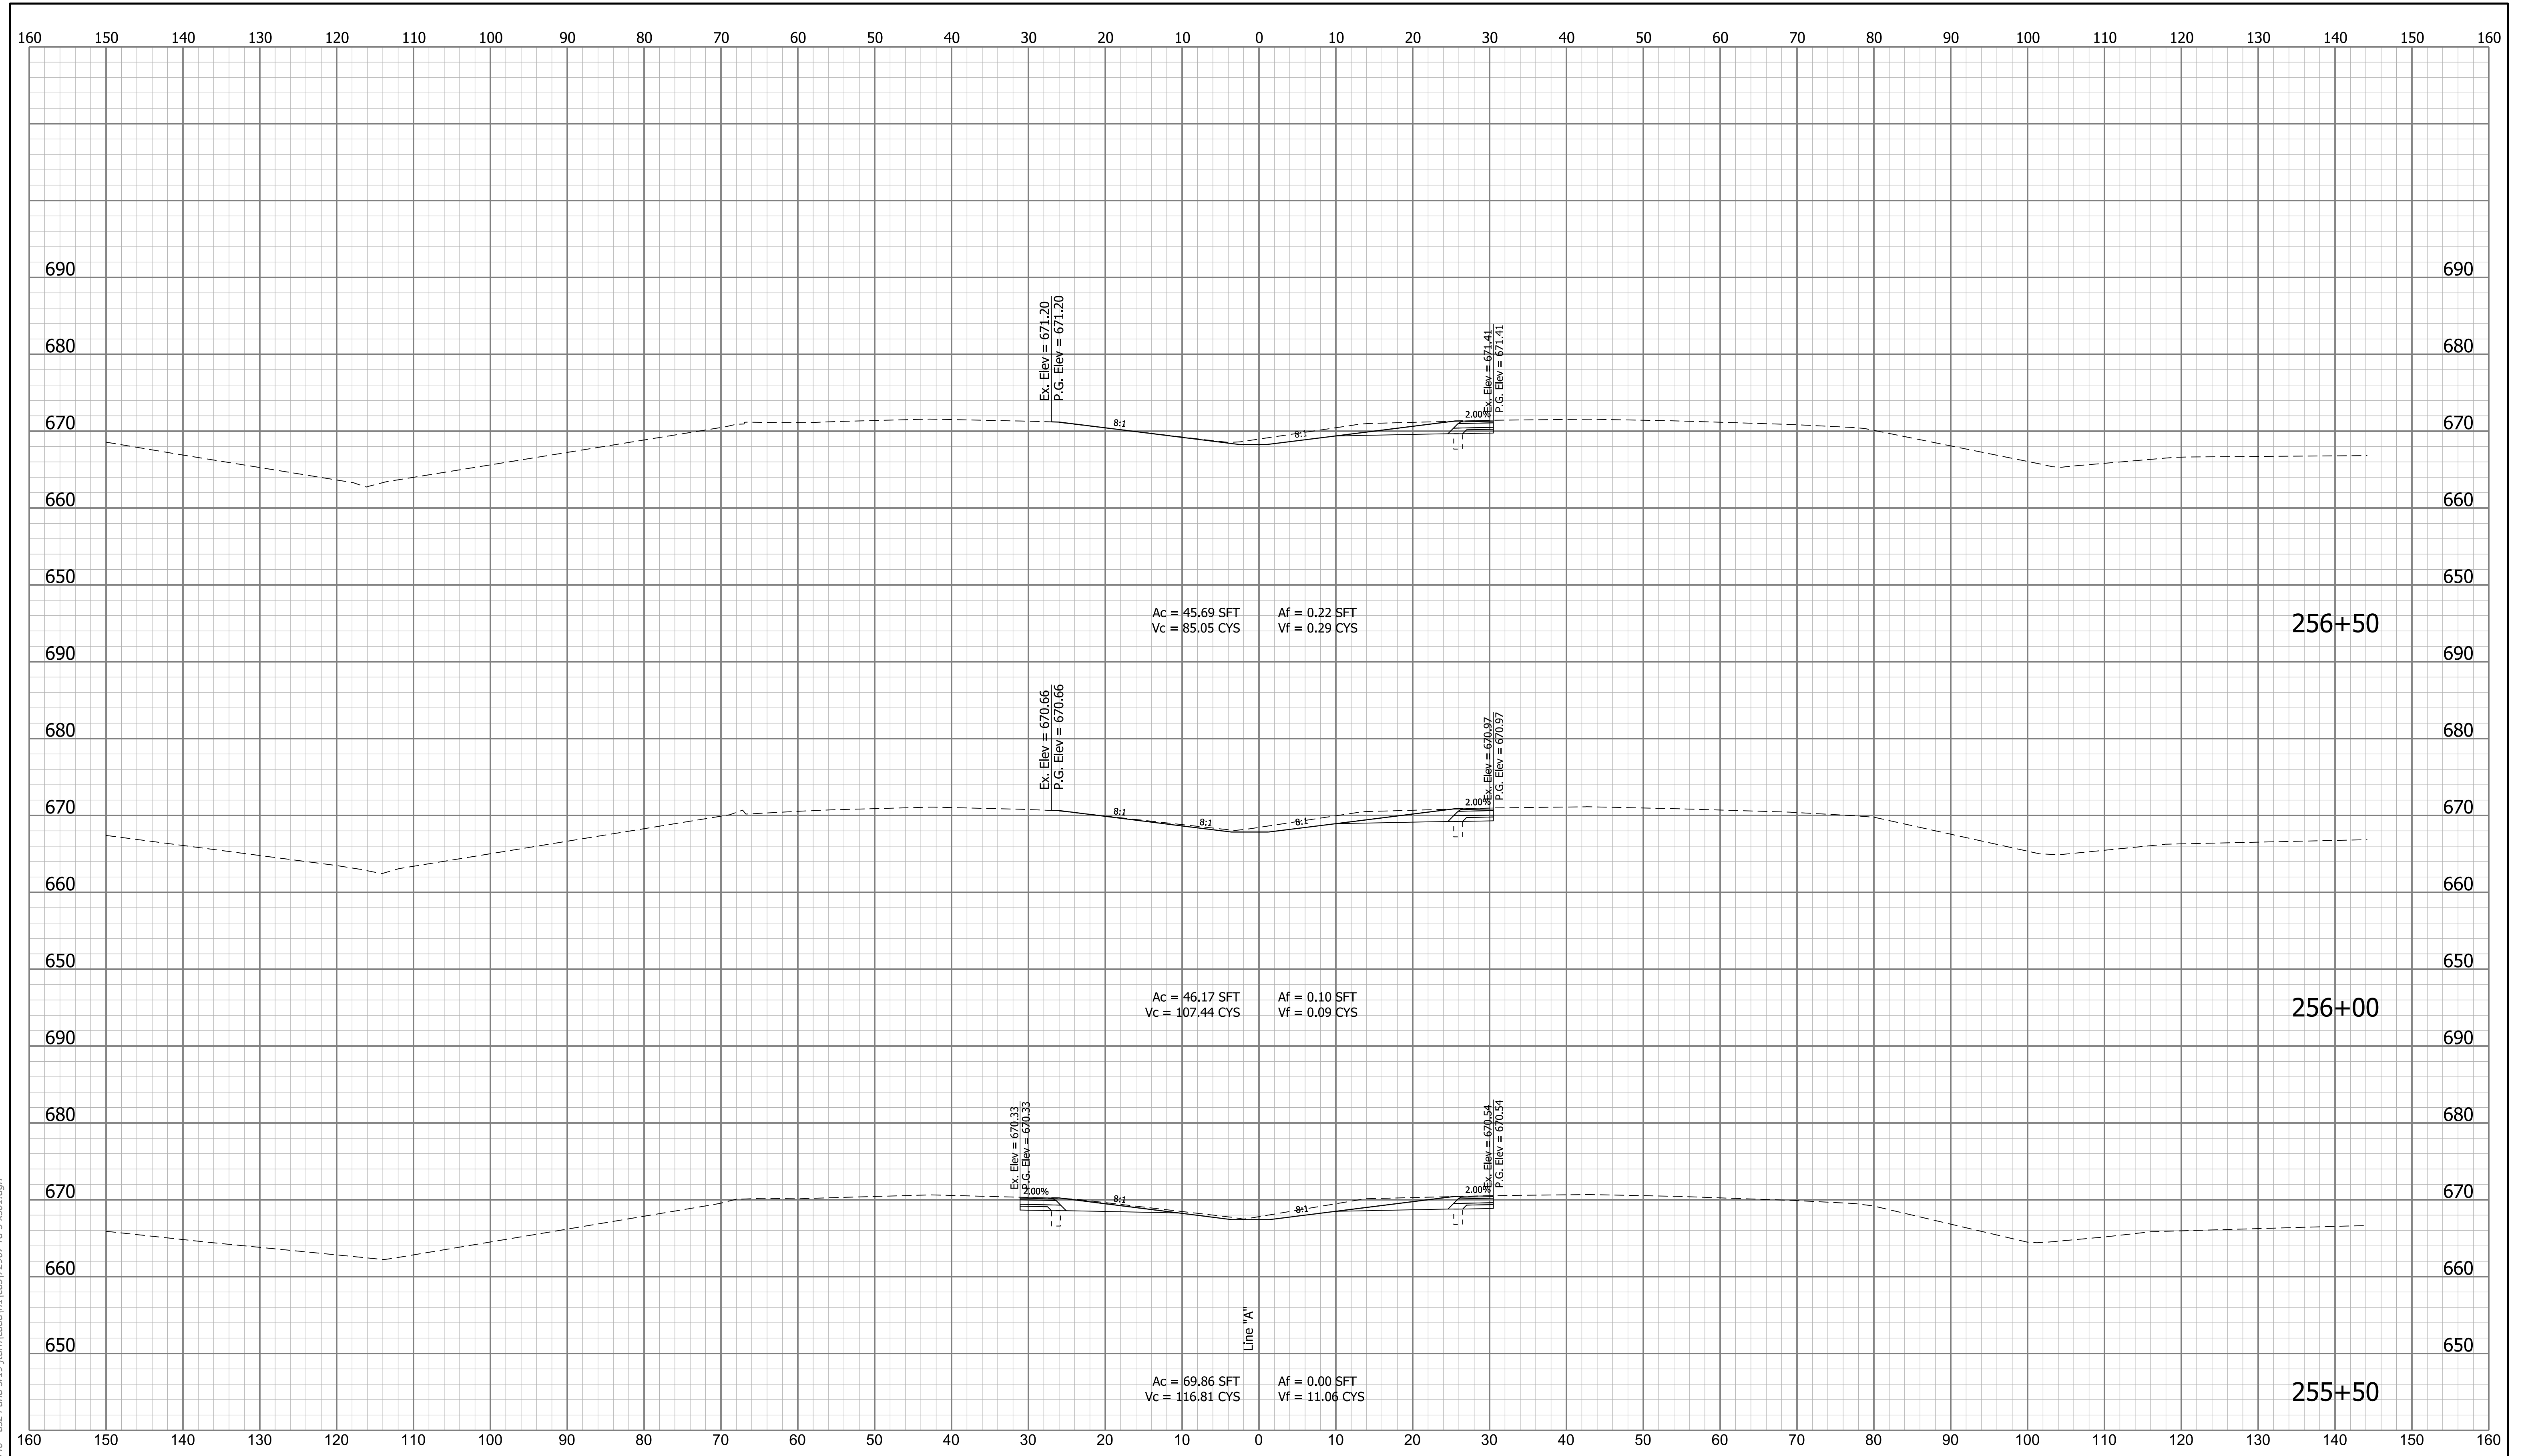 160 150 140 130 120 110 100 90 80 70 60 50 40 30 20 10 0 10 20 30 40 50 60 70 80 90 100 110 120 130 140 150 160
690 690
680 680
Ex. Elev = 671.20
P.G. Elev = 671.20
Ex. Elev = 671.41
P.G. Elev = 671.41
670 8:1 8:1 2.00% 670
660 660
650 650
Ac = 45.69 SFT Af = 0.22 SFT
Vc = 85.05 CYS Vf = 0.29 CYS
256+50
690 690
680 680
Ex. Elev = 670.66
P.G. Elev = 670.66
Ex. Elev = 670.97
P.G. Elev = 670.97
670 8:1 8:1 8:1 2.00% 670
660 660
650 650
Ac = 46.17 SFT Af = 0.10 SFT
Vc = 107.44 CYS Vf = 0.09 CYS
256+00
690 690
680 680
Ex. Elev = 670.33
P.G. Elev = 670.33
Ex. Elev = 670.54
P.G. Elev = 670.54
670 2.00% 8:1 8:1 2.00% 670
660 660
Line "A"
650 650
Ac = 69.86 SFT Af = 0.00 SFT
Vc = 116.81 CYS Vf = 11.06 CYS
255+50
160 150 140 130 120 110 100 90 80 70 60 50 40 30 20 10 0 10 20 30 40 50 60 70 80 90 100 110 120 130 140 150 160